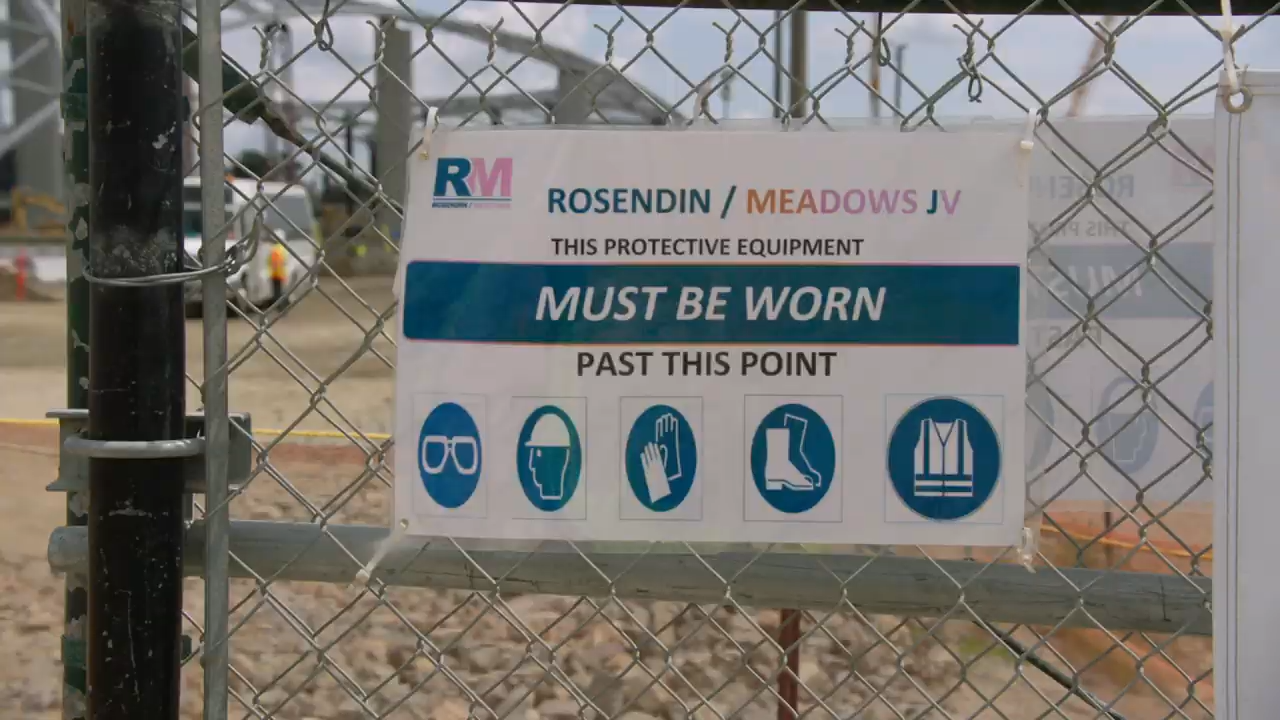 RM
ROSENDIN / MEADOWS JV
THIS PROTECTIVE EQUIPMENT
MUST BE WORN
PAST THIS POINT